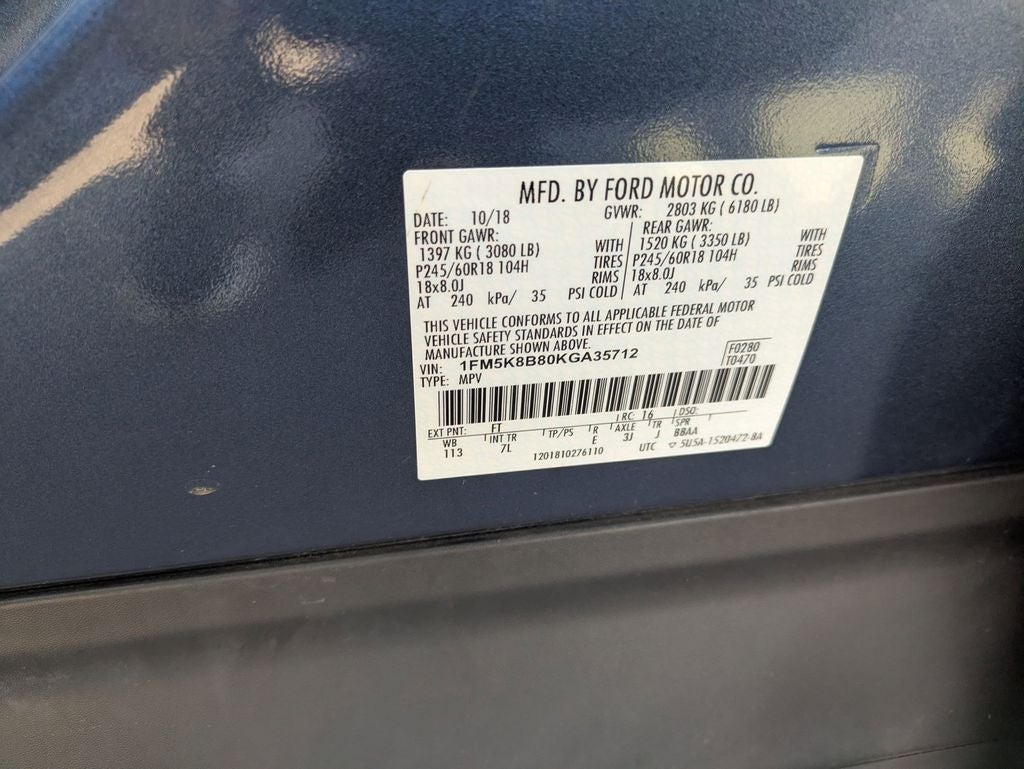 MFD. BY FORD MOTOR CO.
DATE: 10/18 GVWR: 2803 KG ( 6180 LB)
FRONT GAWR: REAR GAWR:
1397 KG ( 3080 LB) WITH 1520 KG ( 3350 LB) WITH
P245/60R18 104H TIRES P245/60R18 104H TIRES
18x8.0J RIMS 18x8.0J RIMS
AT 240 kPa/ 35 PSI COLD AT 240 kPa/ 35 PSI COLD
THIS VEHICLE CONFORMS TO ALL APPLICABLE FEDERAL MOTOR
VEHICLE SAFETY STANDARDS IN EFFECT ON THE DATE OF
MANUFACTURE SHOWN ABOVE.
VIN: 1FM5K8B80KGA35712 F0280
TYPE: MPV T0470
EXT PNT: FT RC: 16 DSO:
WB INT TR TP/PS R AXLE TR SPR
113 7L E 3J J BBAA
1201810276110 UTC 5U5A-1520472-BA